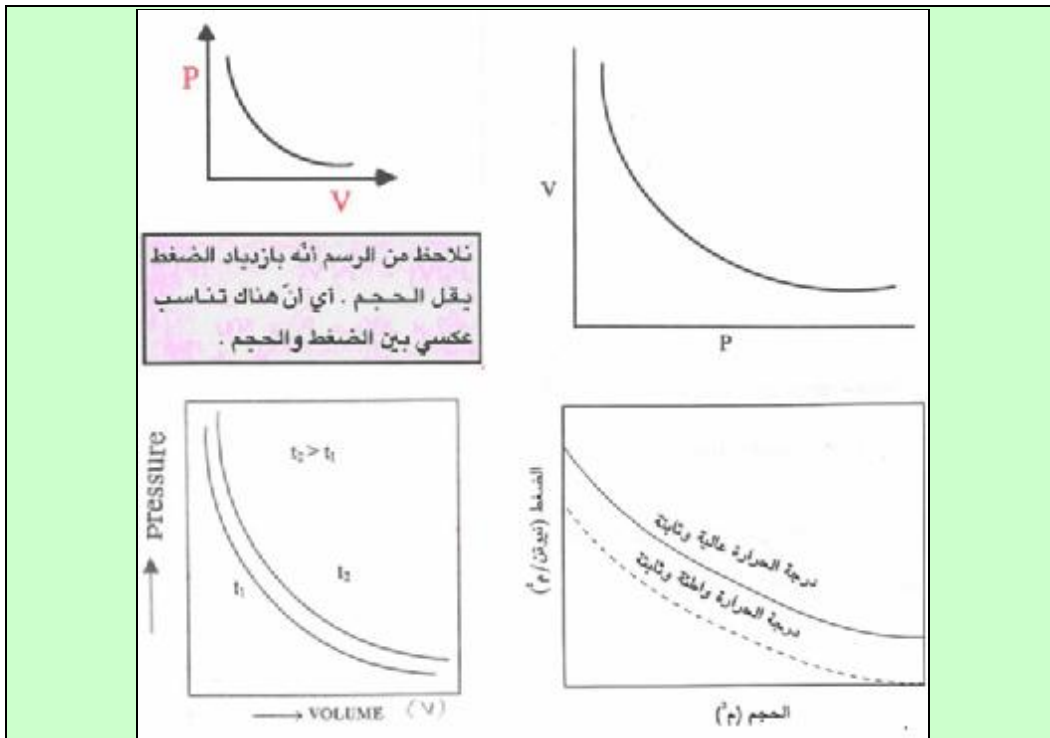 P
V
V
P
نلاحظ من الرسم أنّه بازدياد الضغط
يقل الحجم . أي أنّ هناك تناسب
عكسي بين الضغط والحجم .
pressure
t₂ > t₁
t₁
t₂
VOLUME (V)
الضغط (نيوتن/م²)
درجة الحرارة عالية وثابتة
درجة الحرارة واطئة وثابتة
الحجم (م³)